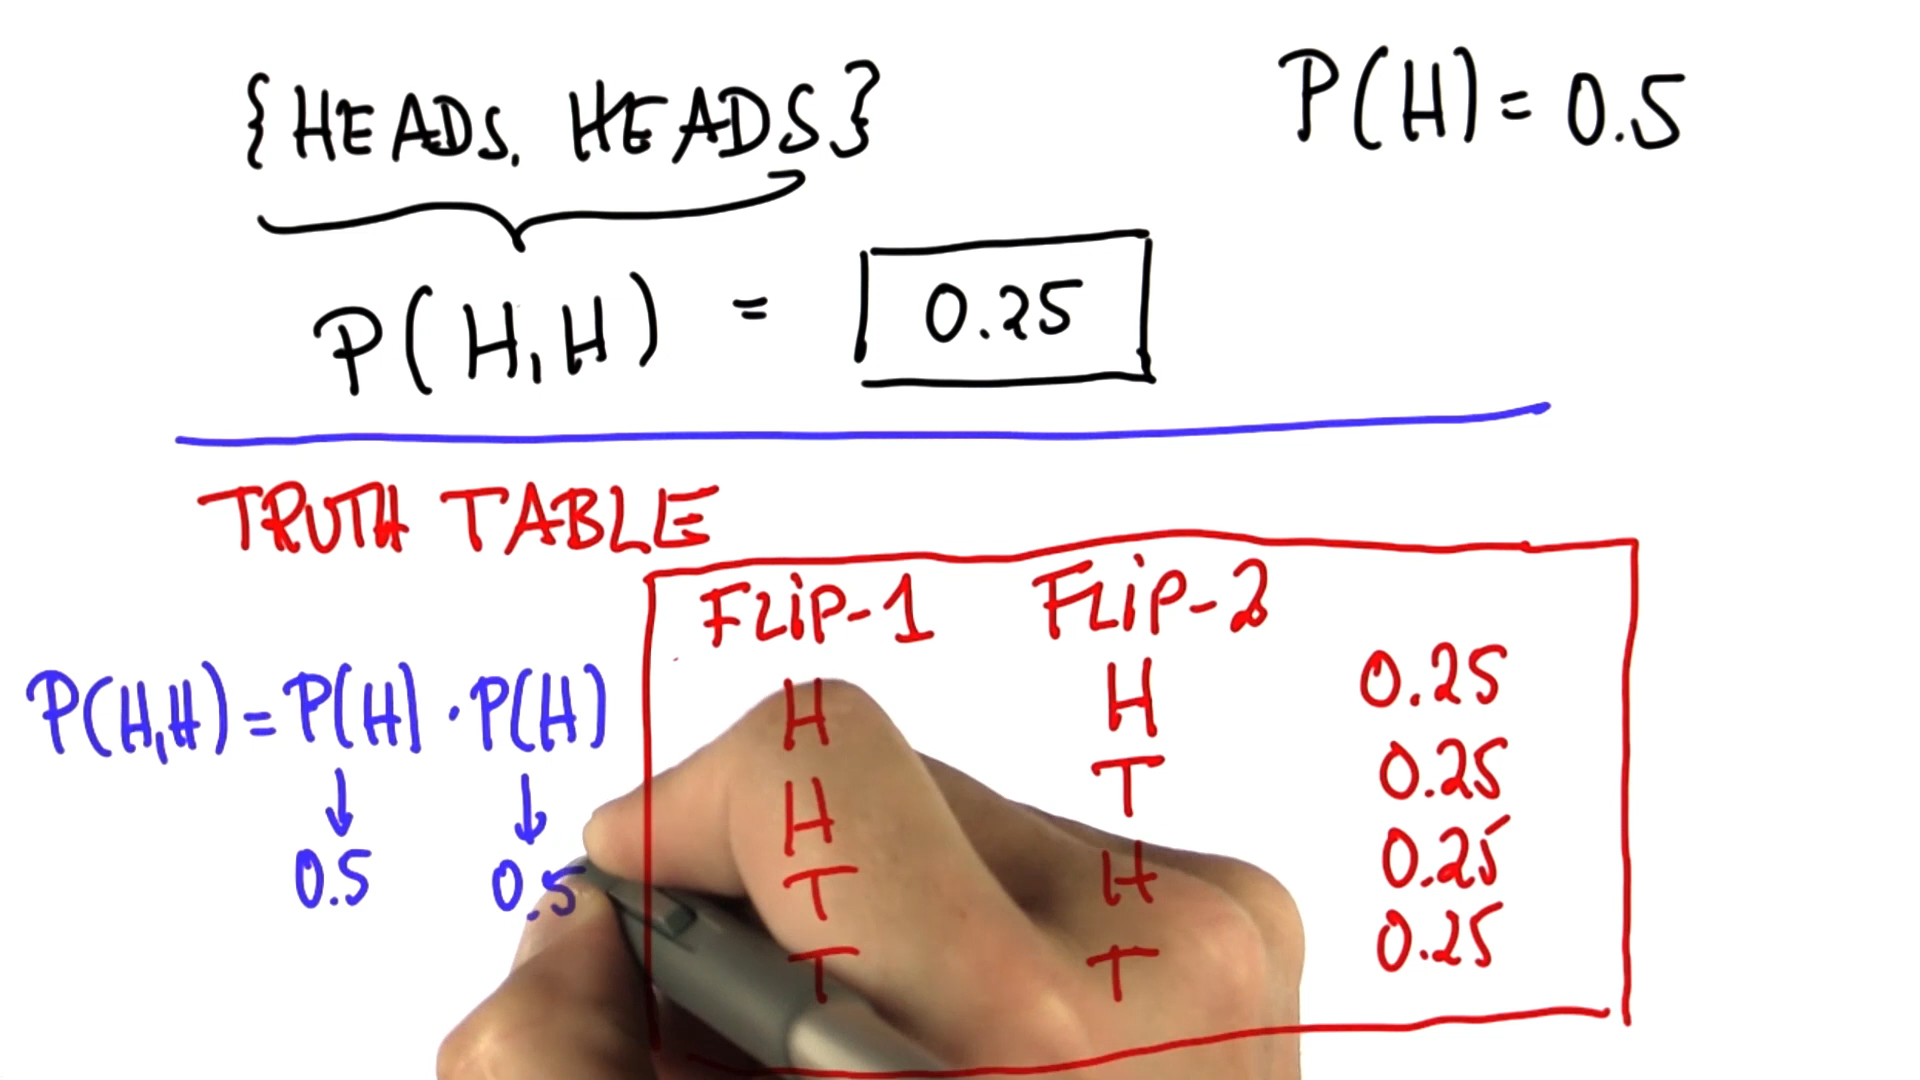 {HEADS, HEADS}
P(H) = 0.5
P(H,H) = 0.25
TRUTH TABLE
FLiP-1 FLiP-2
H H 0.25
H T 0.25
T H 0.25
T T 0.25
P(H,H) = P(H) · P(H)
↓ ↓
0.5 0.5